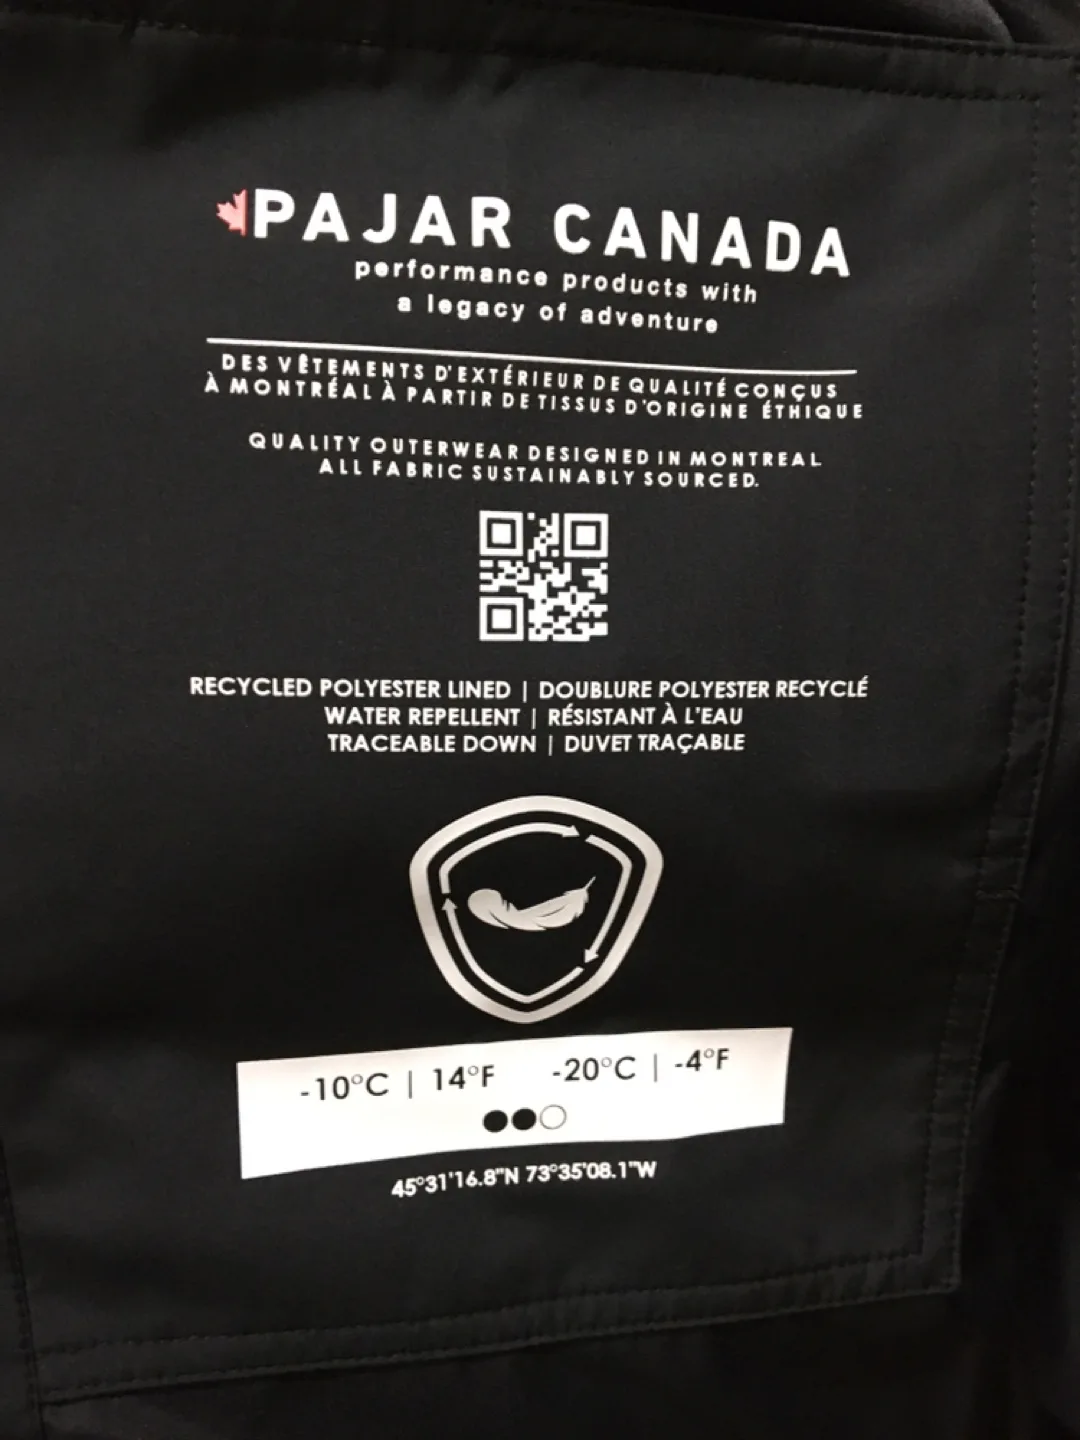 PAJAR CANADA
performance products with
a legacy of adventure
DES VÊTEMENTS D'EXTÉRIEUR DE QUALITÉ CONÇUS
À MONTRÉAL À PARTIR DE TISSUS D'ORIGINE ÉTHIQUE
QUALITY OUTERWEAR DESIGNED IN MONTREAL
ALL FABRIC SUSTAINABLY SOURCED.
RECYCLED POLYESTER LINED | DOUBLURE POLYESTER RECYCLÉ
WATER REPELLENT | RÉSISTANT À L'EAU
TRACEABLE DOWN | DUVET TRAÇABLE
-10°C | 14°F -20°C | -4°F
45°31'16.8"N 73°35'08.1"W